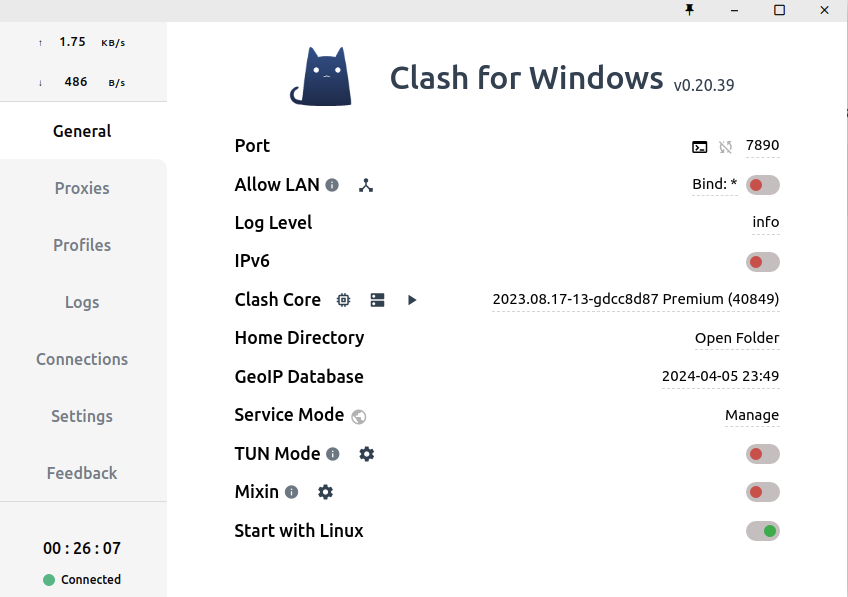 ↑ 1.75 KB/s
↓ 486 B/s
General
Proxies
Profiles
Logs
Connections
Settings
Feedback
00 : 26 : 07
Connected
Clash for Windows v0.20.39
Port 7890
Allow LAN Bind: *
Log Level info
IPv6
Clash Core 2023.08.17-13-gdcc8d87 Premium (40849)
Home Directory Open Folder
GeoIP Database 2024-04-05 23:49
Service Mode Manage
TUN Mode
Mixin
Start with Linux